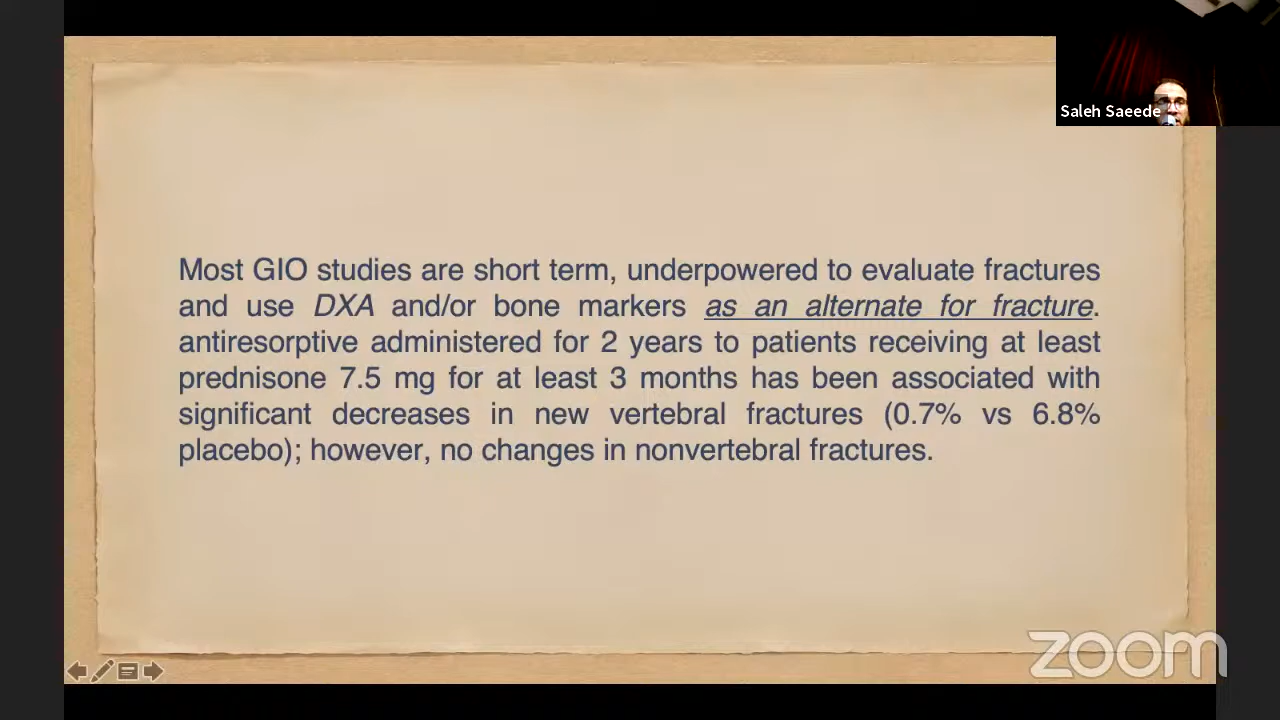 Saleh Saeede
Most GIO studies are short term, underpowered to evaluate fractures
and use DXA and/or bone markers as an alternate for fracture.
antiresorptive administered for 2 years to patients receiving at least
prednisone 7.5 mg for at least 3 months has been associated with
significant decreases in new vertebral fractures (0.7% vs 6.8%
placebo); however, no changes in nonvertebral fractures.
zoom